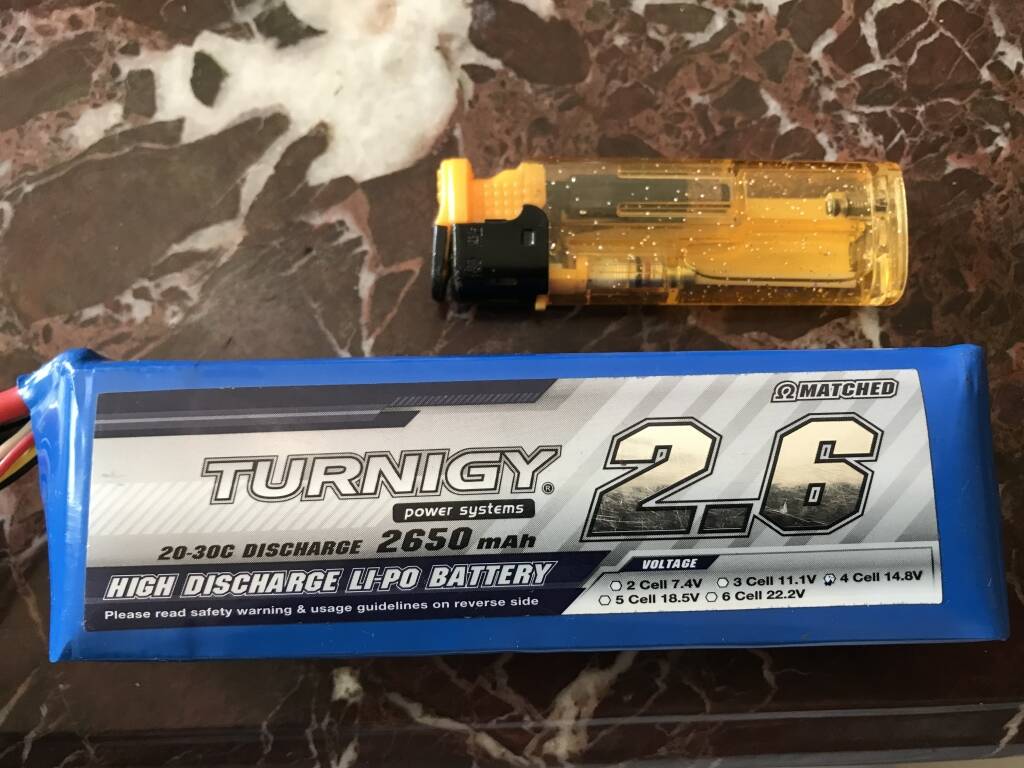 Ω MATCHED
TURNIGY®
power systems
2.6
20-30C DISCHARGE 2650 mAh
HIGH DISCHARGE LI-PO BATTERY
Please read safety warning & usage guidelines on reverse side
VOLTAGE
2 Cell 7.4V 3 Cell 11.1V 4 Cell 14.8V
5 Cell 18.5V 6 Cell 22.2V